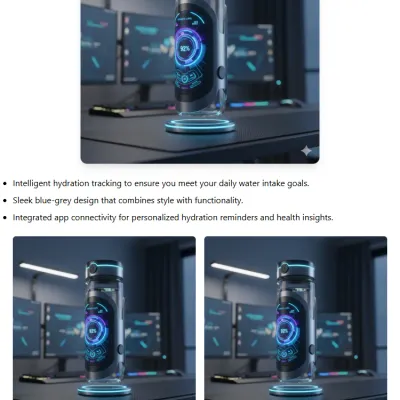 92%
Intelligent hydration tracking to ensure you meet your daily water intake goals.
Sleek blue-grey design that combines style with functionality.
Integrated app connectivity for personalized hydration reminders and health insights.